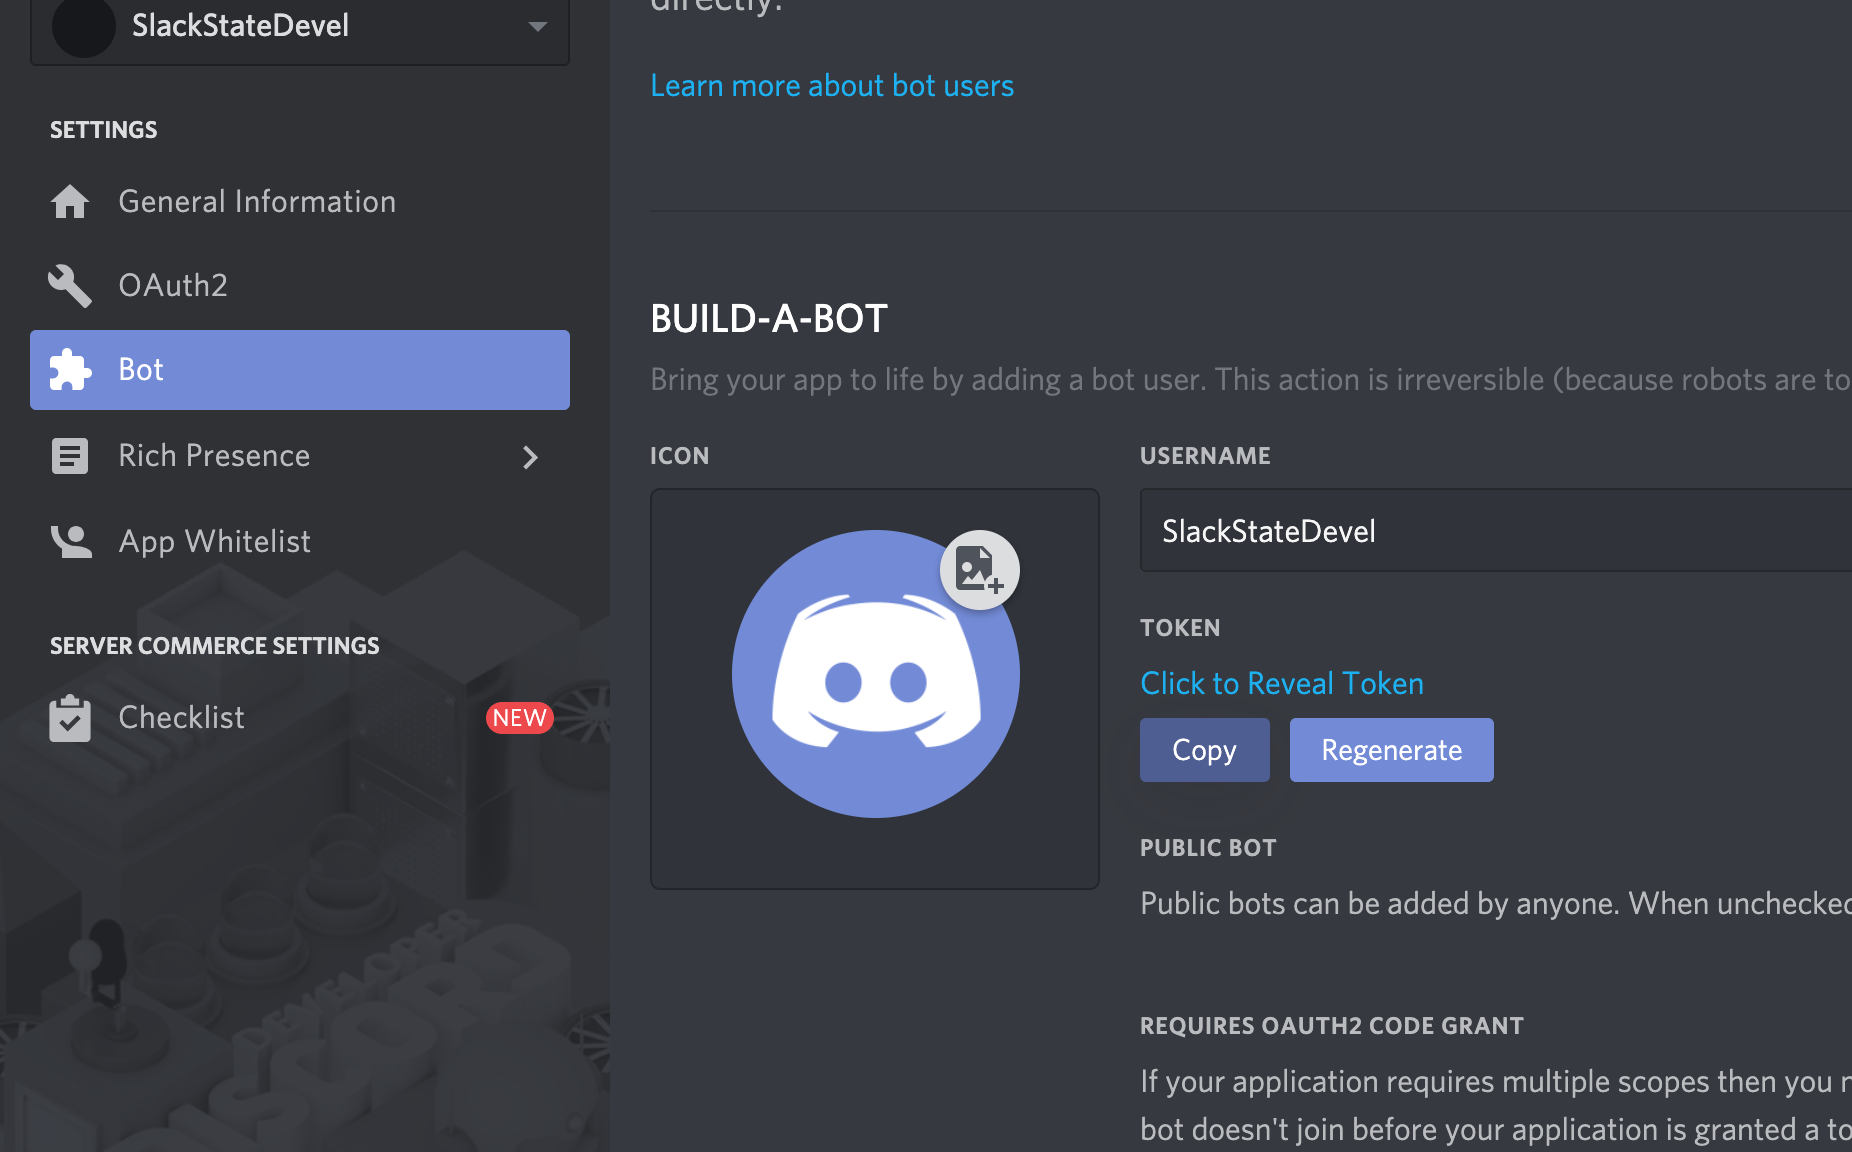 SlackStateDevel
SETTINGS
General Information
OAuth2
Bot
Rich Presence
App Whitelist
SERVER COMMERCE SETTINGS
Checklist
NEW
directly.
Learn more about bot users
BUILD-A-BOT
Bring your app to life by adding a bot user. This action is irreversible (because robots are to
ICON
USERNAME
SlackStateDevel
TOKEN
Click to Reveal Token
Copy
Regenerate
PUBLIC BOT
Public bots can be added by anyone. When unchecked
REQUIRES OAUTH2 CODE GRANT
If your application requires multiple scopes then you
bot doesn't join before your application is granted a to